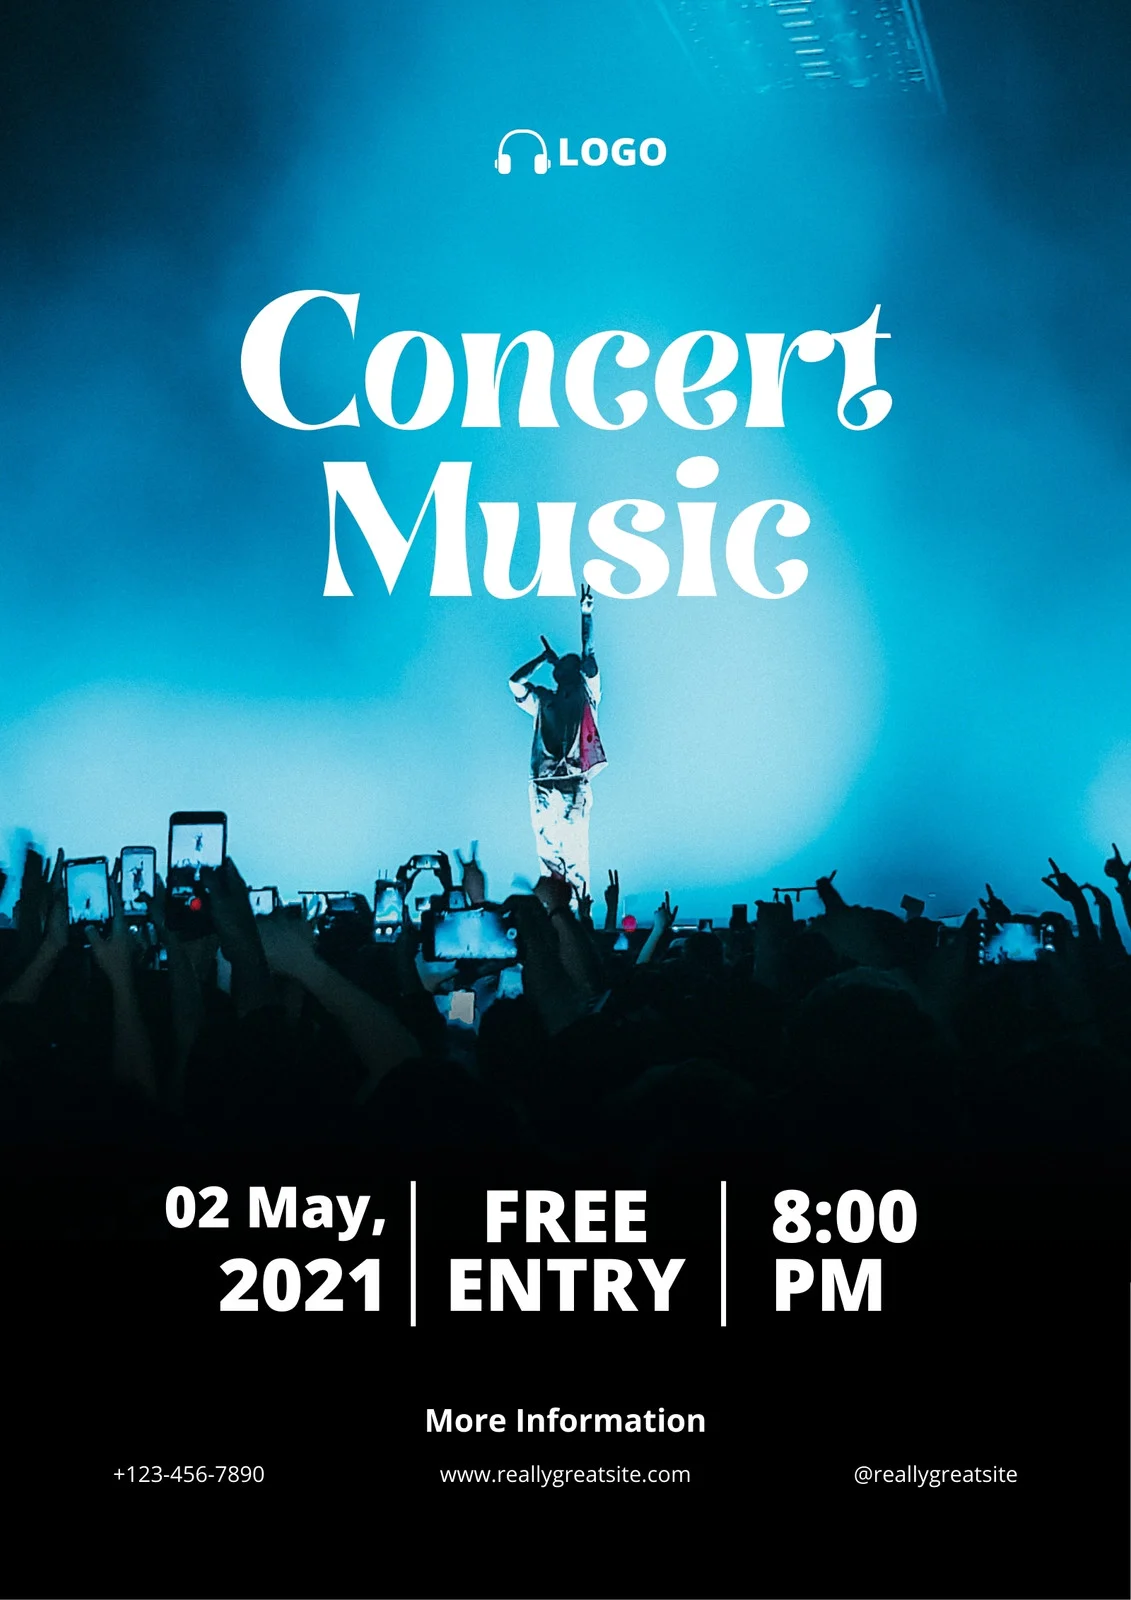 LOGO
Concert
Music
02 May,
2021
FREE
ENTRY
8:00
PM
More Information
+123-456-7890
www.reallygreatsite.com
@reallygreatsite